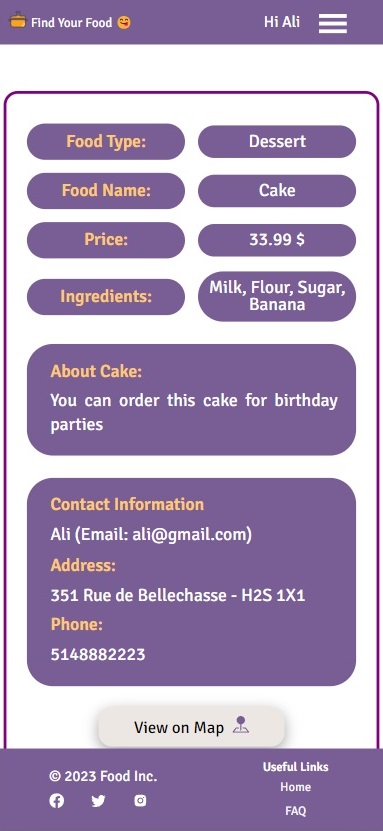 Find Your Food
Hi Ali
Food Type: Dessert
Food Name: Cake
Price: 33.99 $
Ingredients: Milk, Flour, Sugar,
Banana
About Cake:
You can order this cake for birthday
parties
Contact Information
Ali (Email: ali@gmail.com)
Address:
351 Rue de Bellechasse - H2S 1X1
Phone:
5148882223
View on Map
© 2023 Food Inc.
Useful Links
Home
FAQ